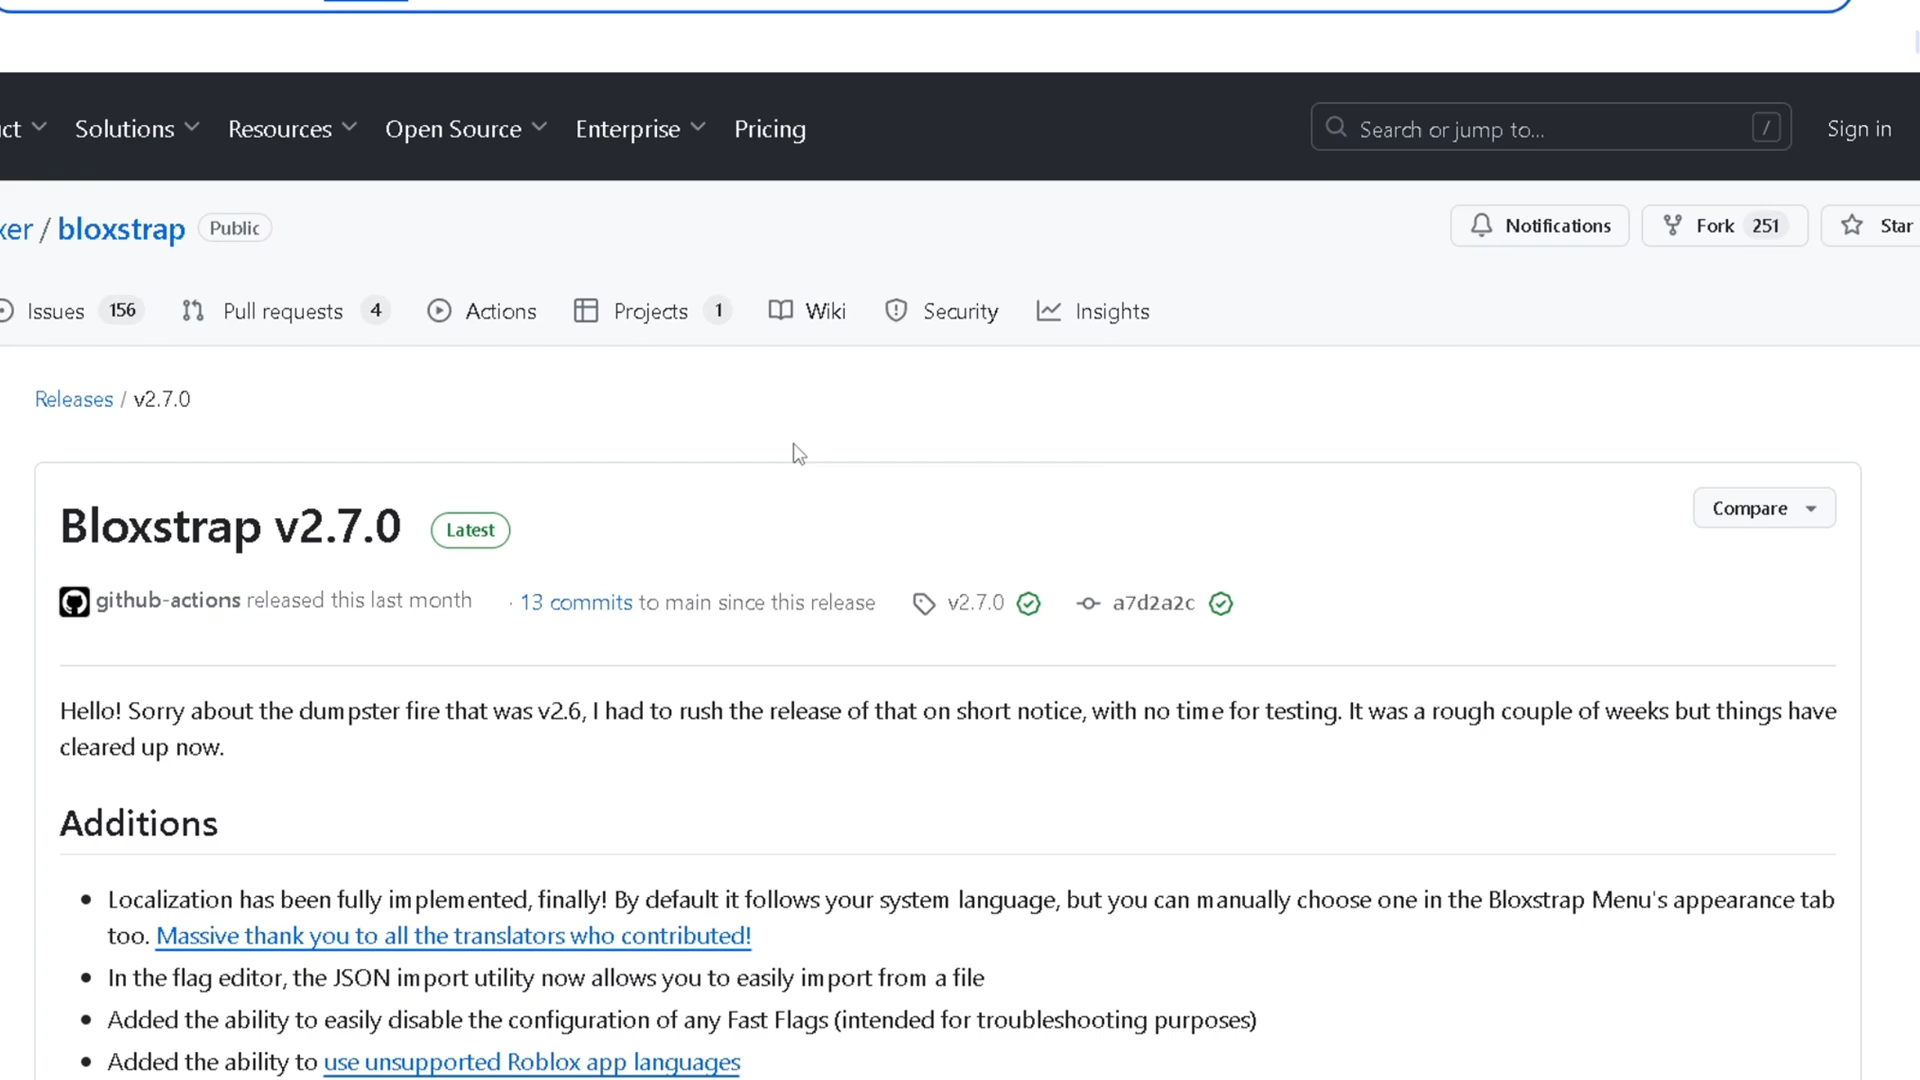 ct Solutions Resources Open Source Enterprise Pricing Search or jump to... / Sign in
xer / bloxstrap Public Notifications Fork 251 Star
Issues 156 Pull requests 4 Actions Projects 1 Wiki Security Insights
Releases / v2.7.0
Bloxstrap v2.7.0 Latest Compare
github-actions released this last month · 13 commits to main since this release v2.7.0 a7d2a2c
Hello! Sorry about the dumpster fire that was v2.6, I had to rush the release of that on short notice, with no time for testing. It was a rough couple of weeks but things have
cleared up now.
Additions
• Localization has been fully implemented, finally! By default it follows your system language, but you can manually choose one in the Bloxstrap Menu's appearance tab
too. Massive thank you to all the translators who contributed!
• In the flag editor, the JSON import utility now allows you to easily import from a file
• Added the ability to easily disable the configuration of any Fast Flags (intended for troubleshooting purposes)
• Added the ability to use unsupported Roblox app languages